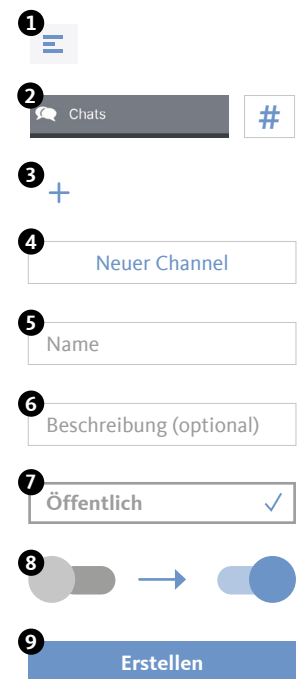 1
2
Chats #
3
+
4
Neuer Channel
5
Name
6
Beschreibung (optional)
7
Öffentlich
8
9
Erstellen